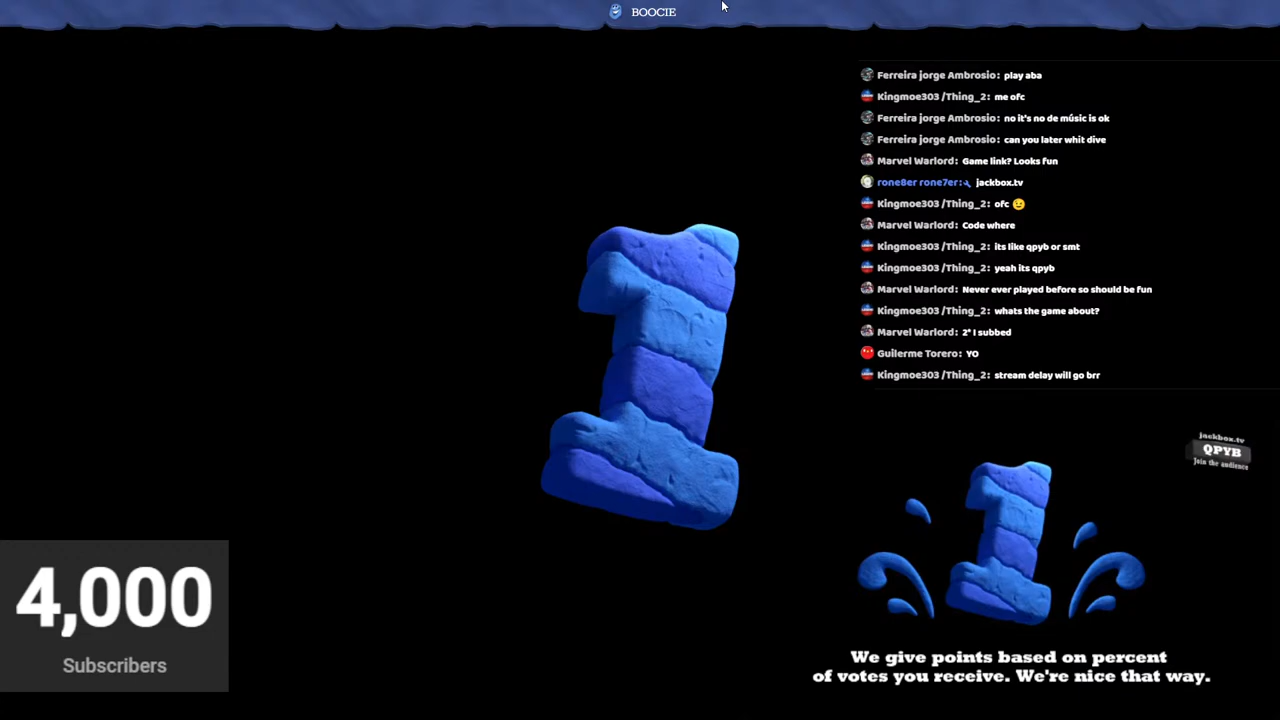 BOOCIE
Ferreira jorge Ambrosio: play aba
Kingmoe303 /Thing_2: me ofc
Ferreira jorge Ambrosio: no it's no de músic is ok
Ferreira jorge Ambrosio: can you later whit dive
Marvel Warlord: Game link? Looks fun
rone8er rone7er: jackbox.tv
Kingmoe303 /Thing_2: ofc 😉
Marvel Warlord: Code where
Kingmoe303 /Thing_2: its like qpyb or smt
Kingmoe303 /Thing_2: yeah its qpyb
Marvel Warlord: Never ever played before so should be fun
Kingmoe303 /Thing_2: whats the game about?
Marvel Warlord: 2° I subbed
Guilerme Torero: YO
Kingmoe303 /Thing_2: stream delay will go brr
1
jackbox.tv
QPYB
Join the audience
1
4,000
Subscribers
We give points based on percent
of votes you receive. We're nice that way.